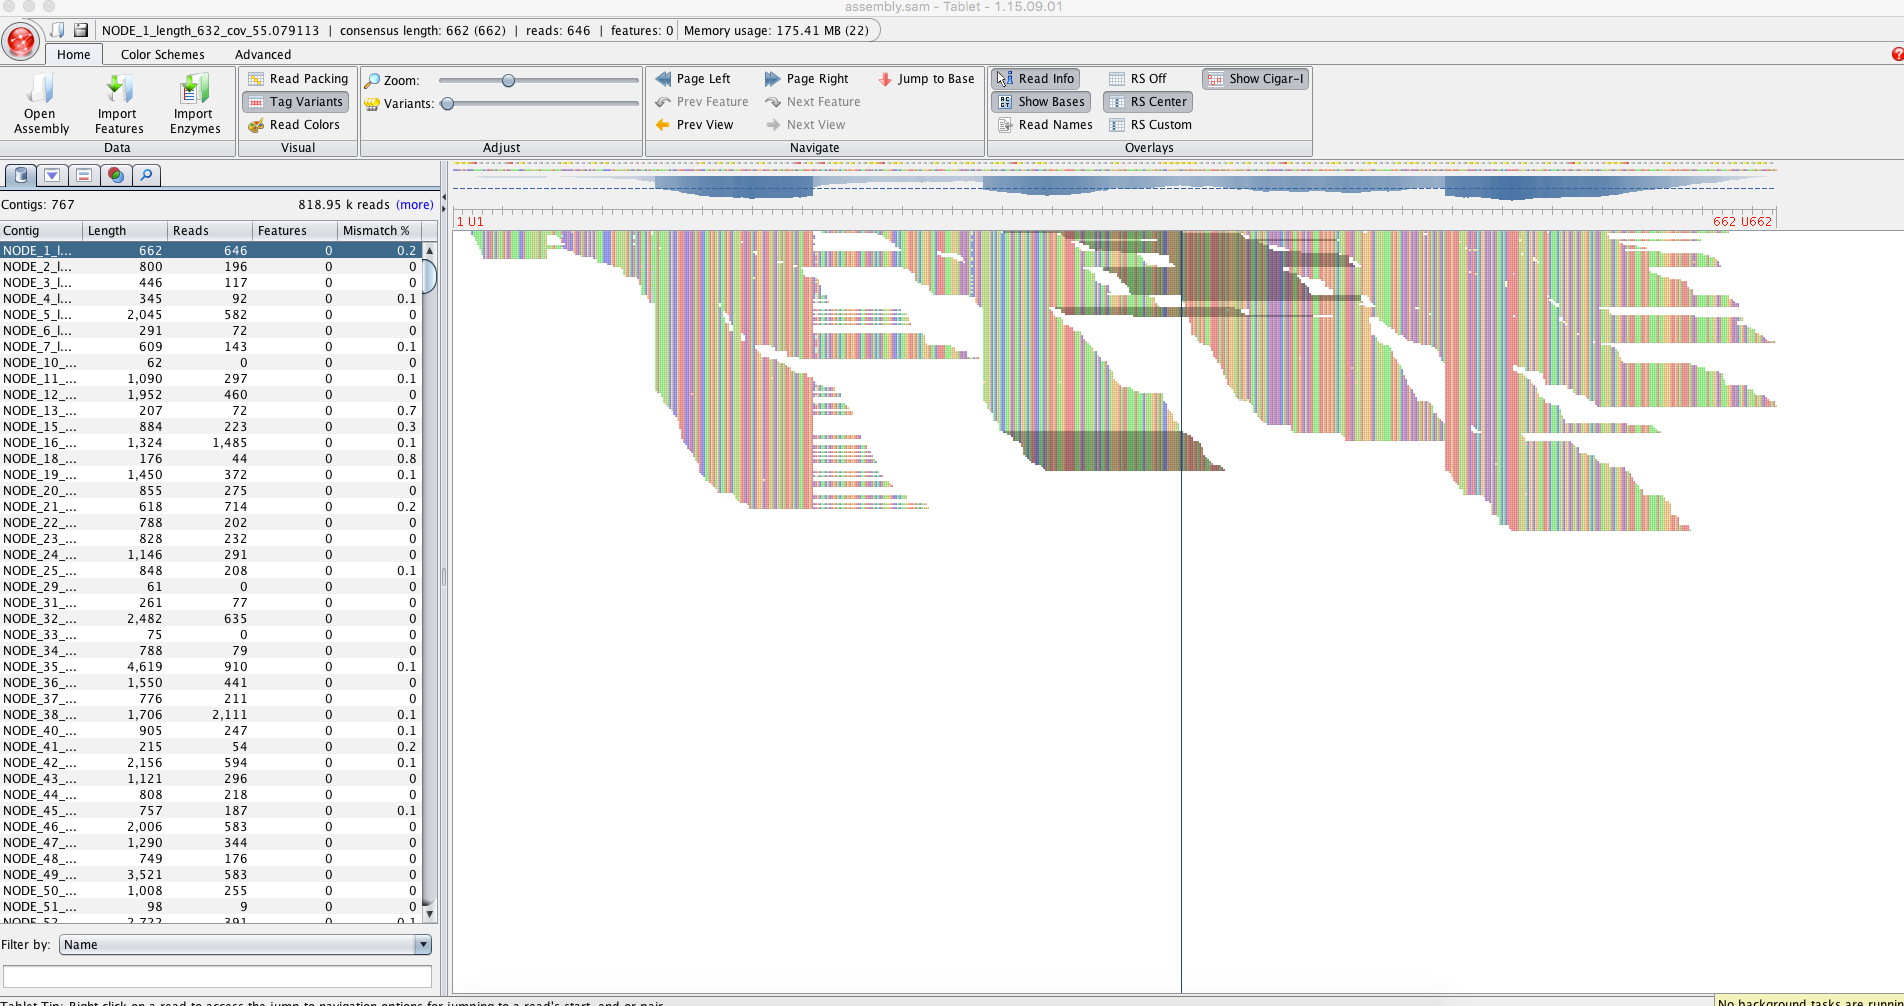 assembly.sam - Tablet - 1.15.09.01
NODE_1_length_632_cov_55.079113 | consensus length: 662 (662) | reads: 646 | features: 0 | Memory usage: 175.41 MB (22)
Home Color Schemes Advanced
Open Assembly
Import Features
Import Enzymes
Data
Read Packing
Tag Variants
Read Colors
Visual
Zoom:
Variants:
Adjust
Page Left
Prev Feature
Prev View
Page Right
Next Feature
Next View
Jump to Base
Navigate
Read Info
Show Bases
Read Names
RS Off
RS Center
RS Custom
Show Cigar-I
Overlays
Contigs: 767 818.95 k reads (more)
Contig Length Reads Features Mismatch %
NODE_1_l... 662 646 0 0.2
NODE_2_l... 800 196 0 0
NODE_3_l... 446 117 0 0
NODE_4_l... 345 92 0 0.1
NODE_5_l... 2,045 582 0 0
NODE_6_l... 291 72 0 0
NODE_7_l... 609 143 0 0.1
NODE_10_... 62 0 0 0
NODE_11_... 1,090 297 0 0.1
NODE_12_... 1,952 460 0 0
NODE_13_... 207 72 0 0.7
NODE_15_... 884 223 0 0.3
NODE_16_... 1,324 1,485 0 0.1
NODE_18_... 176 44 0 0.8
NODE_19_... 1,450 372 0 0.1
NODE_20_... 855 275 0 0
NODE_21_... 618 714 0 0.2
NODE_22_... 788 202 0 0
NODE_23_... 828 232 0 0
NODE_24_... 1,146 291 0 0
NODE_25_... 848 208 0 0.1
NODE_29_... 61 0 0 0
NODE_31_... 261 77 0 0
NODE_32_... 2,482 635 0 0
NODE_33_... 75 0 0 0
NODE_34_... 788 79 0 0
NODE_35_... 4,619 910 0 0.1
NODE_36_... 1,550 441 0 0
NODE_37_... 776 211 0 0
NODE_38_... 1,706 2,111 0 0.1
NODE_40_... 905 247 0 0.1
NODE_41_... 215 54 0 0.2
NODE_42_... 2,156 594 0 0.1
NODE_43_... 1,121 296 0 0
NODE_44_... 808 218 0 0
NODE_45_... 757 187 0 0.1
NODE_46_... 2,006 583 0 0
NODE_47_... 1,290 344 0 0
NODE_48_... 749 176 0 0
NODE_49_... 3,521 583 0 0
NODE_50_... 1,008 255 0 0
NODE_51_... 98 9 0 0
NODE_52_... 2,722 391 0 0.1
Filter by: Name
1 U1 662 U662
Tablet Tip: Right click on a read to access the jump to navigation options for jumping to a read's start, end or pair
No background tasks are runnin